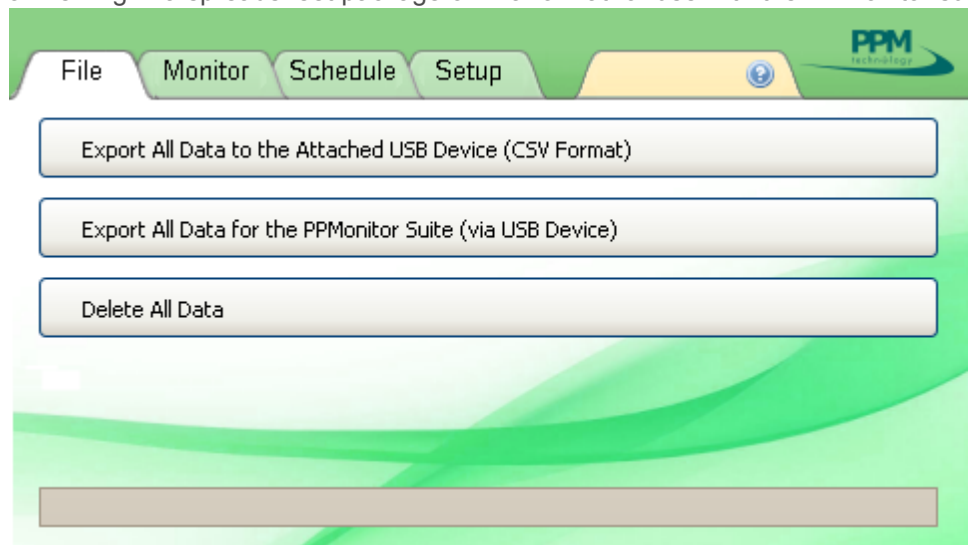 File Monitor Schedule Setup
PPM
technology
Export All Data to the Attached USB Device (CSV Format)
Export All Data for the PPMonitor Suite (via USB Device)
Delete All Data